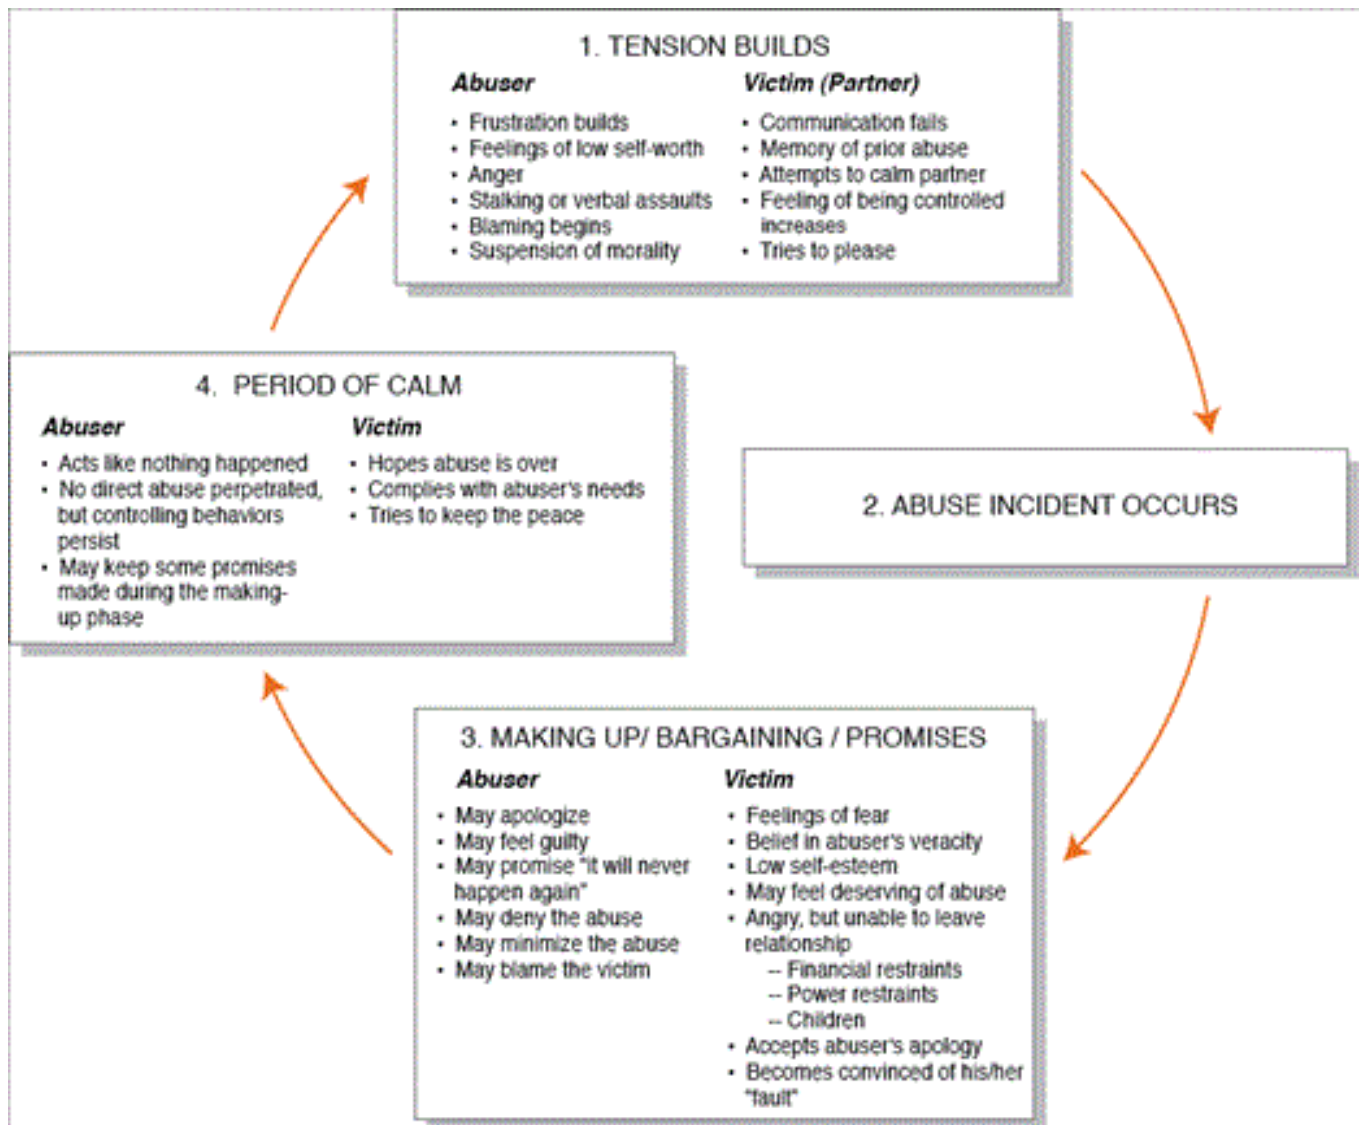 1. TENSION BUILDS
Abuser
• Frustration builds
• Feelings of low self-worth
• Anger
• Stalking or verbal assaults
• Blaming begins
• Suspension of morality
Victim (Partner)
• Communication fails
• Memory of prior abuse
• Attempts to calm partner
• Feeling of being controlled
increases
• Tries to please
2. ABUSE INCIDENT OCCURS
3. MAKING UP/ BARGAINING / PROMISES
Abuser
• May apologize
• May feel guilty
• May promise "it will never
happen again"
• May deny the abuse
• May minimize the abuse
• May blame the victim
Victim
• Feelings of fear
• Belief in abuser's veracity
• Low self-esteem
• May feel deserving of abuse
• Angry, but unable to leave
relationship
-- Financial restraints
-- Power restraints
-- Children
• Accepts abuser's apology
• Becomes convinced of his/her
"fault"
4. PERIOD OF CALM
Abuser
• Acts like nothing happened
• No direct abuse perpetrated,
but controlling behaviors
persist
• May keep some promises
made during the making-
up phase
Victim
• Hopes abuse is over
• Complies with abuser's needs
• Tries to keep the peace